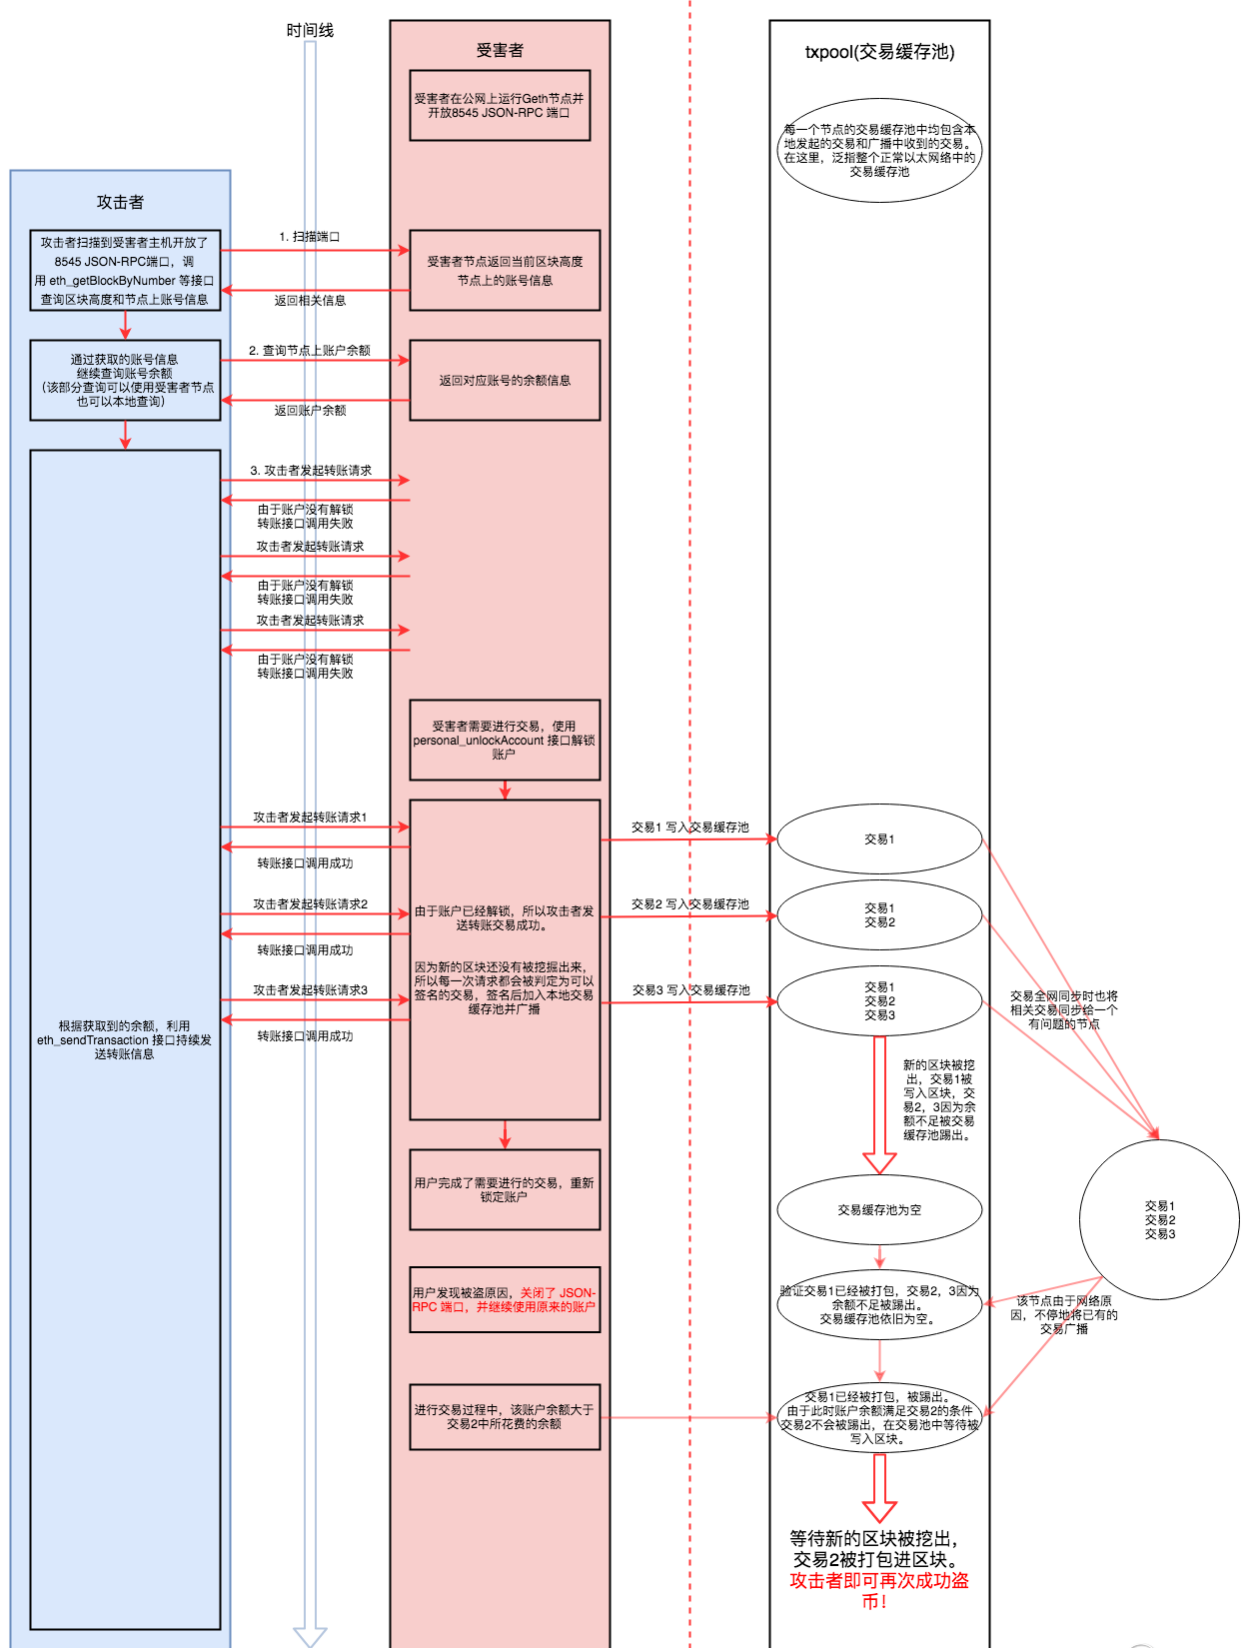 时间线
受害者
txpool(交易缓存池)
受害者在公网上运行Geth节点并
开放8545 JSON-RPC 端口
每一个节点的交易缓存池中均包含本
地发起的交易和广播中收到的交易。
在这里，泛指整个正常以太网络中的
交易缓存池
攻击者
攻击者扫描到受害者主机开放了
8545 JSON-RPC端口，调
用 eth_getBlockByNumber 等接口
查询区块高度和节点上账号信息
1. 扫描端口
返回相关信息
受害者节点返回当前区块高度
节点上的账号信息
通过获取的账号信息
继续查询账号余额
（该部分查询可以使用受害者节点
也可以本地查询）
2. 查询节点上账户余额
返回账户余额
返回对应账号的余额信息
3. 攻击者发起转账请求
由于账户没有解锁
转账接口调用失败
攻击者发起转账请求
由于账户没有解锁
转账接口调用失败
攻击者发起转账请求
由于账户没有解锁
转账接口调用失败
受害者需要进行交易，使用
personal_unlockAccount 接口解锁
账户
攻击者发起转账请求1
转账接口调用成功
攻击者发起转账请求2
转账接口调用成功
攻击者发起转账请求3
转账接口调用成功
根据获取到的余额，利用
eth_sendTransaction 接口持续发
送转账信息
由于账户已经解锁，所以攻击者发
送转账交易成功。
因为新的区块还没有被挖掘出来，
所以每一次请求都会被判定为可以
签名的交易，签名后加入本地交易
缓存池并广播
交易1 写入交易缓存池
交易2 写入交易缓存池
交易3 写入交易缓存池
交易1
交易1
交易2
交易1
交易2
交易3
交易全网同步时也将
相关交易同步给一个
有问题的节点
新的区块被挖
出，交易1被
写入区块，交
易2，3因为余
额不足被交易
缓存池踢出。
用户完成了需要进行的交易，重新
锁定账户
交易缓存池为空
交易1
交易2
交易3
用户发现被盗原因，关闭了 JSON-
RPC 端口，并继续使用原来的账户
验证交易1已经被打包，交易2，3因为
余额不足被踢出。
交易缓存池依旧为空。
该节点由于网络原
因，不停地将已有的
交易广播
进行交易过程中，该账户余额大于
交易2中所花费的余额
交易1已经被打包，被踢出。
由于此时账户余额满足交易2的条件
交易2不会被踢出，在交易池中等待被
写入区块。
等待新的区块被挖出，
交易2被打包进区块。
攻击者即可再次成功盗
币！